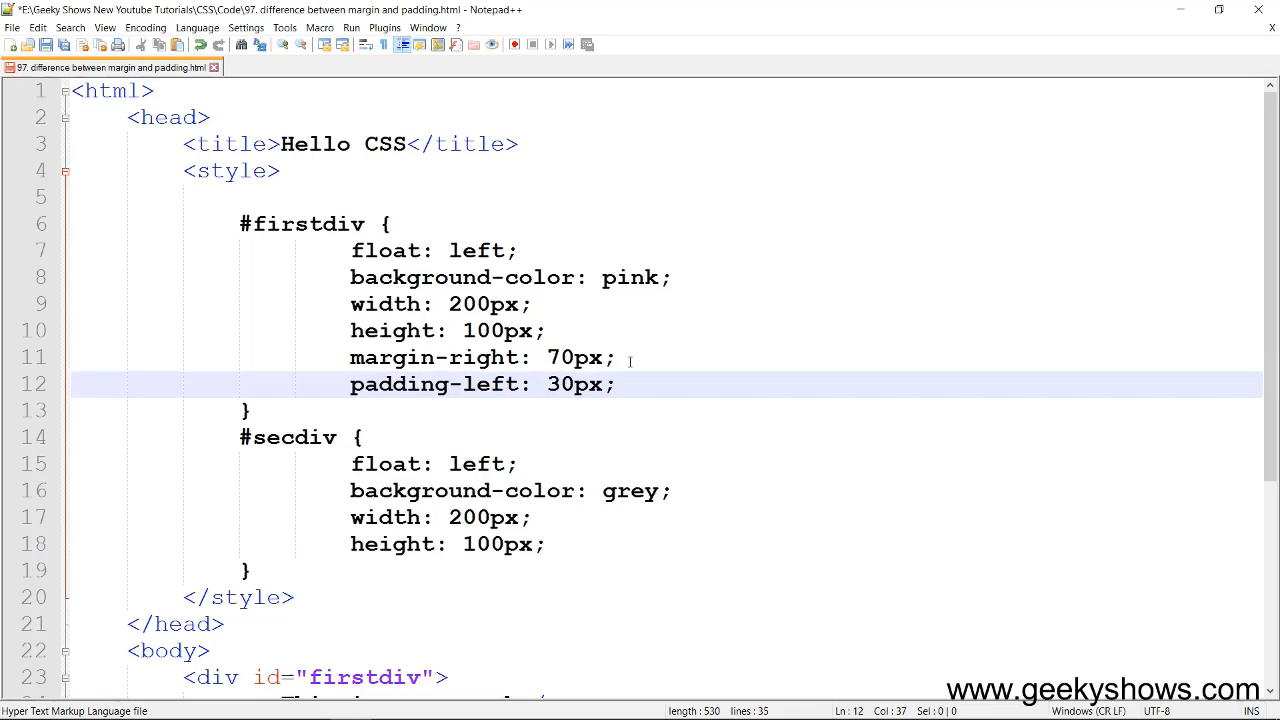 *E:\Geeky Shows New Youtube Tutorials\CSS\Code\97. difference between margin and padding.html - Notepad++
File Edit Search View Encoding Language Settings Tools Macro Run Plugins Window ? X
97. difference between margin and padding.html
1 <html>
2 <head>
3 <title>Hello CSS</title>
4 <style>
5
6 #firstdiv {
7 float: left;
8 background-color: pink;
9 width: 200px;
10 height: 100px;
11 margin-right: 70px;
12 padding-left: 30px;
13 }
14 #secdiv {
15 float: left;
16 background-color: grey;
17 width: 200px;
18 height: 100px;
19 }
20 </style>
21 </head>
22 <body>
23 <div id="firstdiv">
www.geekyshows.com
Hyper Text Markup Language file length : 530 lines : 35 Ln : 12 Col : 37 Sel : 0 | 0 Windows (CR LF) UTF-8 INS